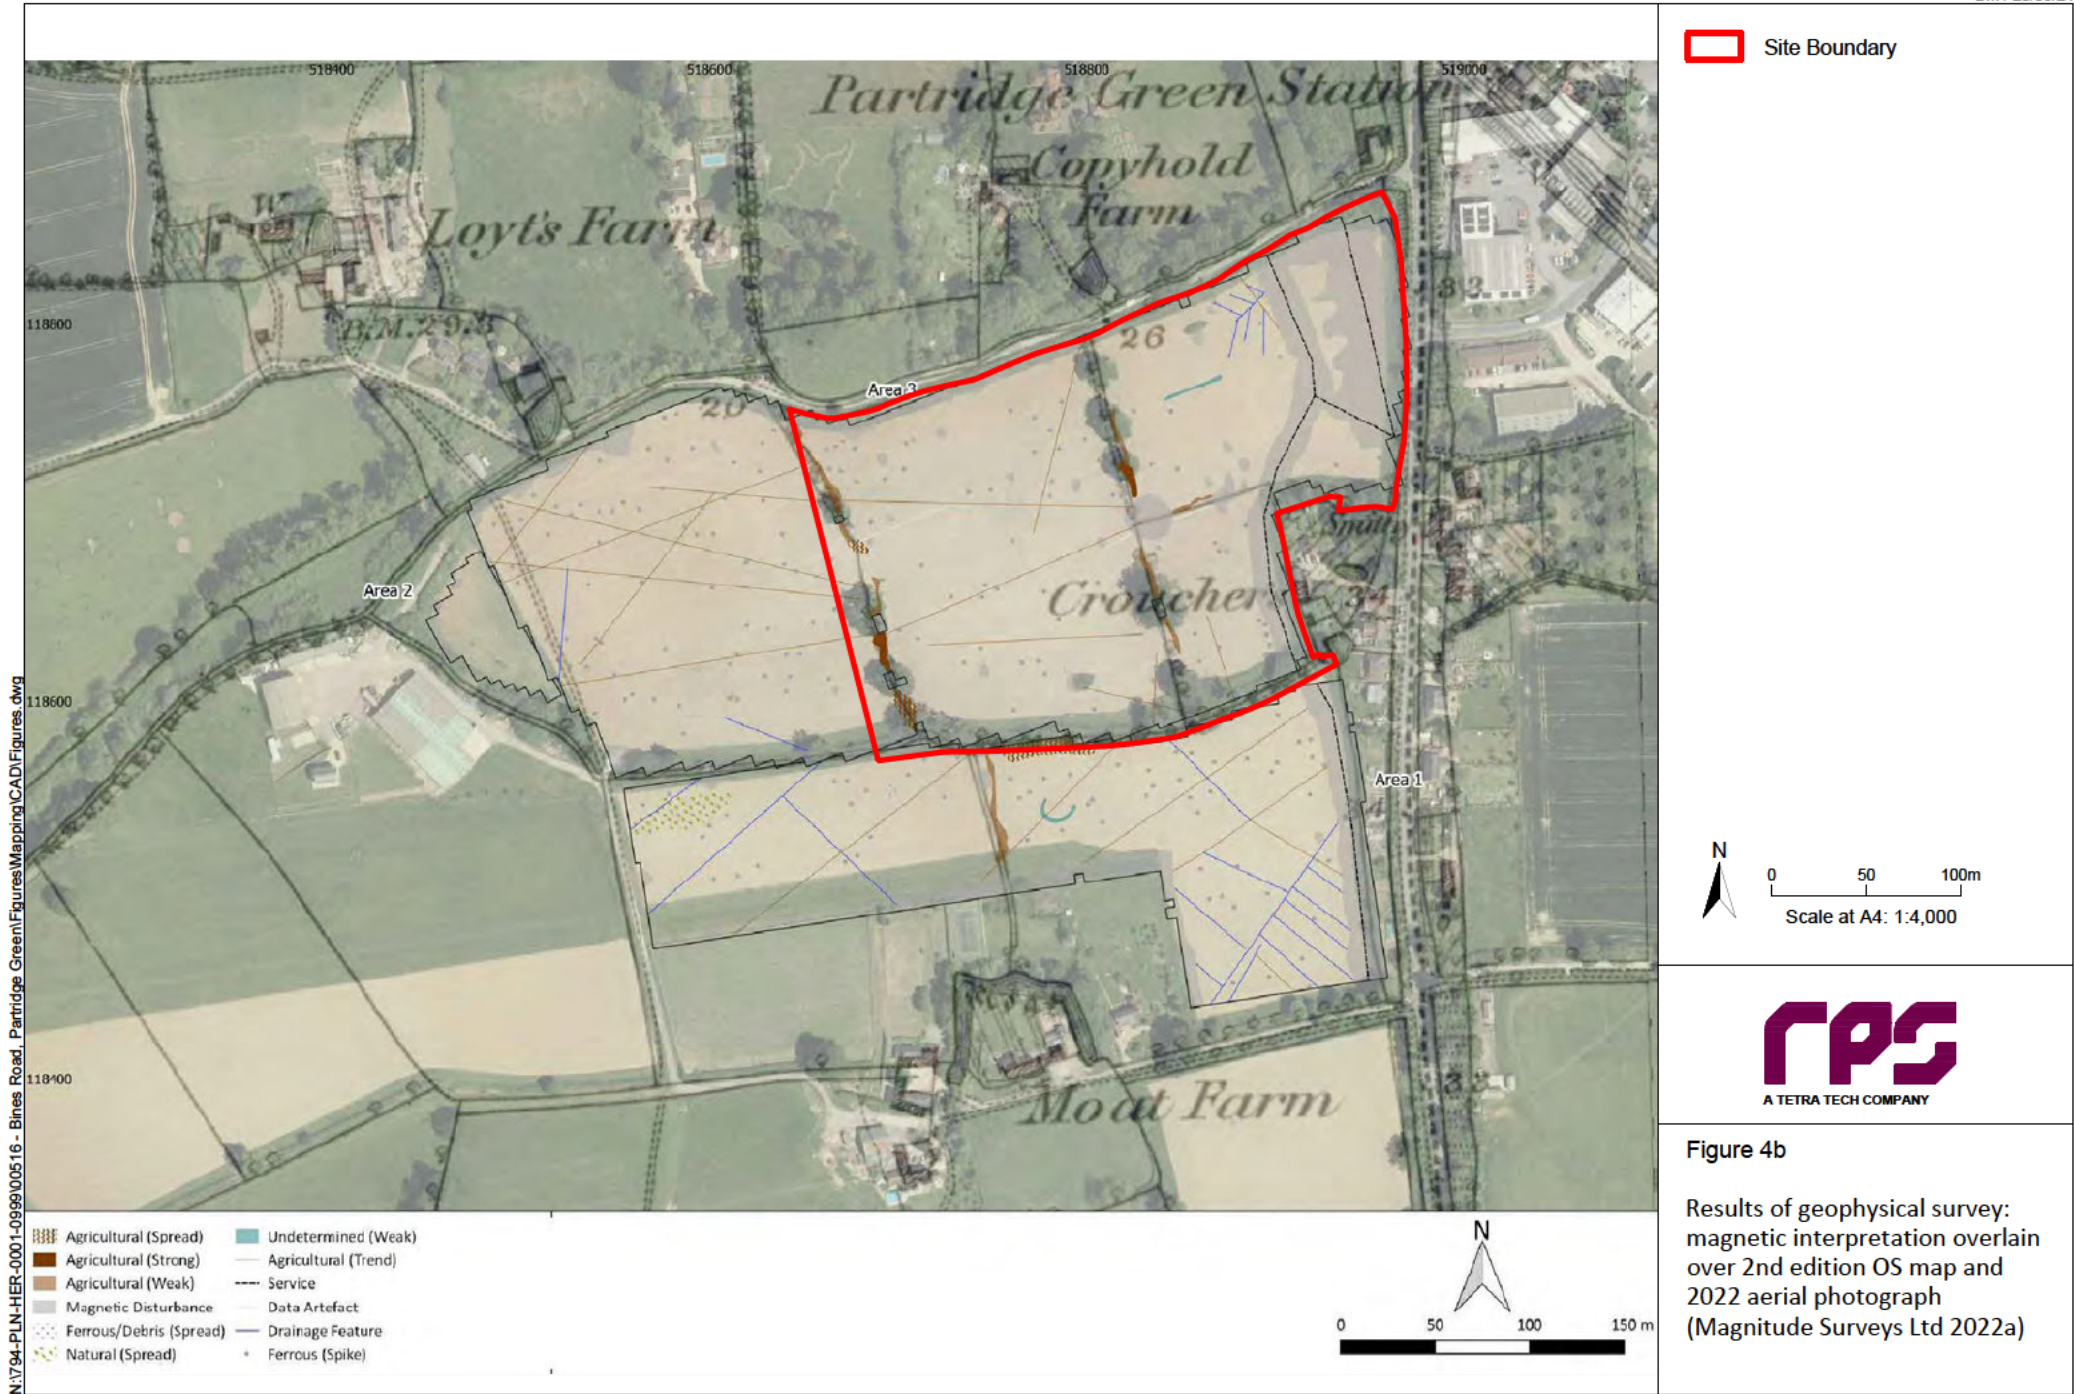 Site Boundary
518400
518600
518800
519000
Partridge Green Station
Copyhold
Farm
W
Loyt's Farm
33
118800
B.M.29.3
26
Area 3
20
Smithy
Area 2
Croucher
34
118600
Area 1
N
0 50 100m
Scale at A4: 1:4,000
rps
A TETRA TECH COMPANY
118400
Moat Farm
Figure 4b
Results of geophysical survey:
magnetic interpretation overlain
over 2nd edition OS map and
2022 aerial photograph
(Magnitude Surveys Ltd 2022a)
Agricultural (Spread)
Agricultural (Strong)
Agricultural (Weak)
Magnetic Disturbance
Ferrous/Debris (Spread)
Natural (Spread)
Undetermined (Weak)
Agricultural (Trend)
Service
Data Artefact
Drainage Feature
Ferrous (Spike)
N
0 50 100 150 m
N:\794-PLN-HER-0001-0999\00516 - Bines Road, Partridge Green\Figures\Mapping\CAD\Figures.dwg